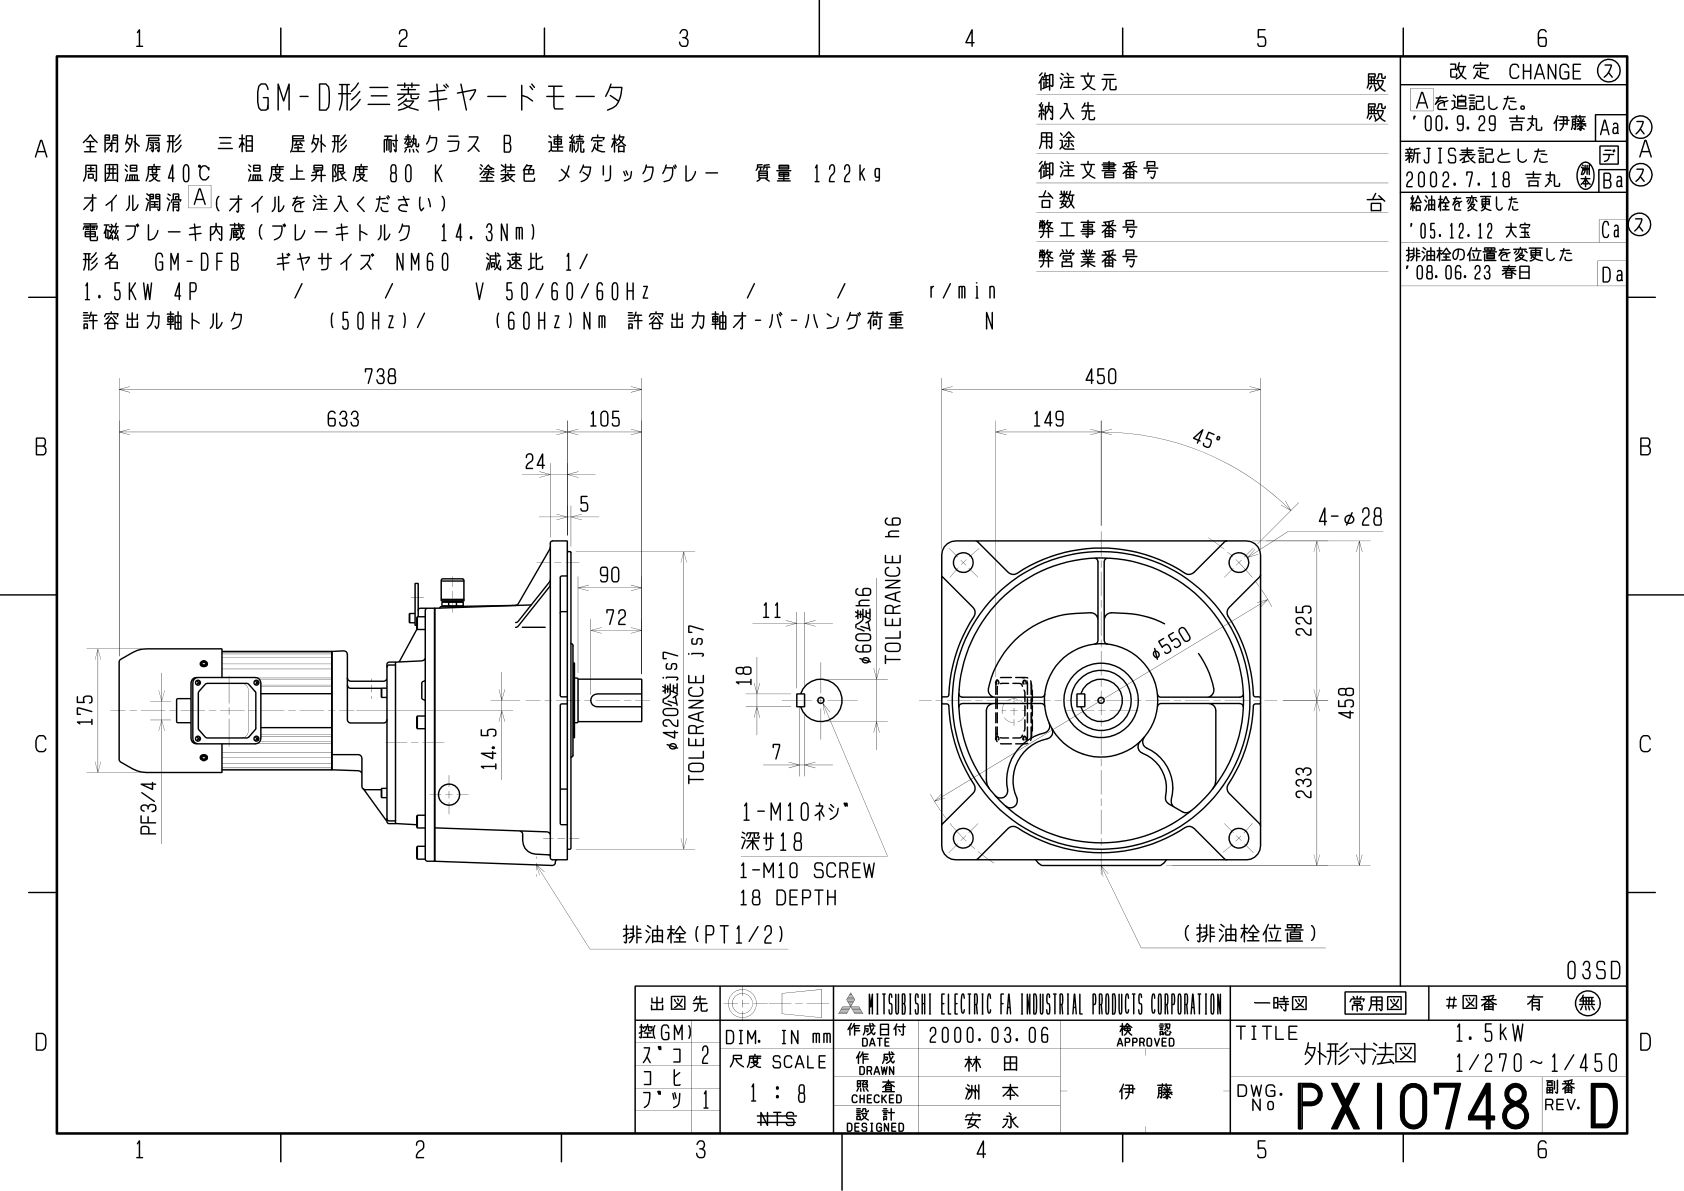 1 2 3 4 5 6
A
B
C
D
GM-D形三菱ギヤードモータ
全閉外扇形 三相 屋外形 耐熱クラス B 連続定格
周囲温度40℃ 温度上昇限度 80 K 塗装色 メタリックグレー 質量 122kg
オイル潤滑 A (オイルを注入ください)
電磁ブレーキ内蔵(ブレーキトルク 14.3Nm)
形名 GM-DFB ギヤサイズ NM60 減速比 1/
1.5KW 4P / / V 50/60/60Hz / / r/min
許容出力軸トルク (50Hz)/ (60Hz)Nm 許容出力軸オーバーハング荷重 N
御注文元 殿
納入先 殿
用途
御注文書番号
台数 台
弊工事番号
弊営業番号
改定 CHANGE ス
Aを追記した。
'00.9.29 吉丸 伊藤 Aa ス
新JIS表記とした デ
2002.7.18 吉丸 洲本 Ba ス
給油栓を変更した
'05.12.12 大宝 Ca ス
排油栓の位置を変更した
'08.06.23 春日 Da
A
B
C
D
738
633
105
24
5
90
72
175
PF3/4
14.5
φ420公差js7
TOLERANCE js7
排油栓(PT1/2)
11
18
7
φ60公差h6
TOLERANCE h6
1-M10ネジ
深サ18
1-M10 SCREW
18 DEPTH
450
149
45°
4-φ28
φ550
225
458
233
(排油栓位置)
03SD
出図先
控(GM)
ズコ 2
コヒ
ブツ 1
DIM. IN mm
尺度 SCALE
1 : 8
NTS
MITSUBISHI ELECTRIC FA INDUSTRIAL PRODUCTS CORPORATION
作成日付
DATE
2000.03.06
検 認
APPROVED
作 成
DRAWN
林 田
照 査
CHECKED
洲 本
伊 藤
設 計
DESIGNED
安 永
一時図 常用図 #図番 有 無
TITLE
外形寸法図
1.5kW
1/270~1/450
DWG.
No
PX10748
副番
REV.
D
1 2 3 4 5 6